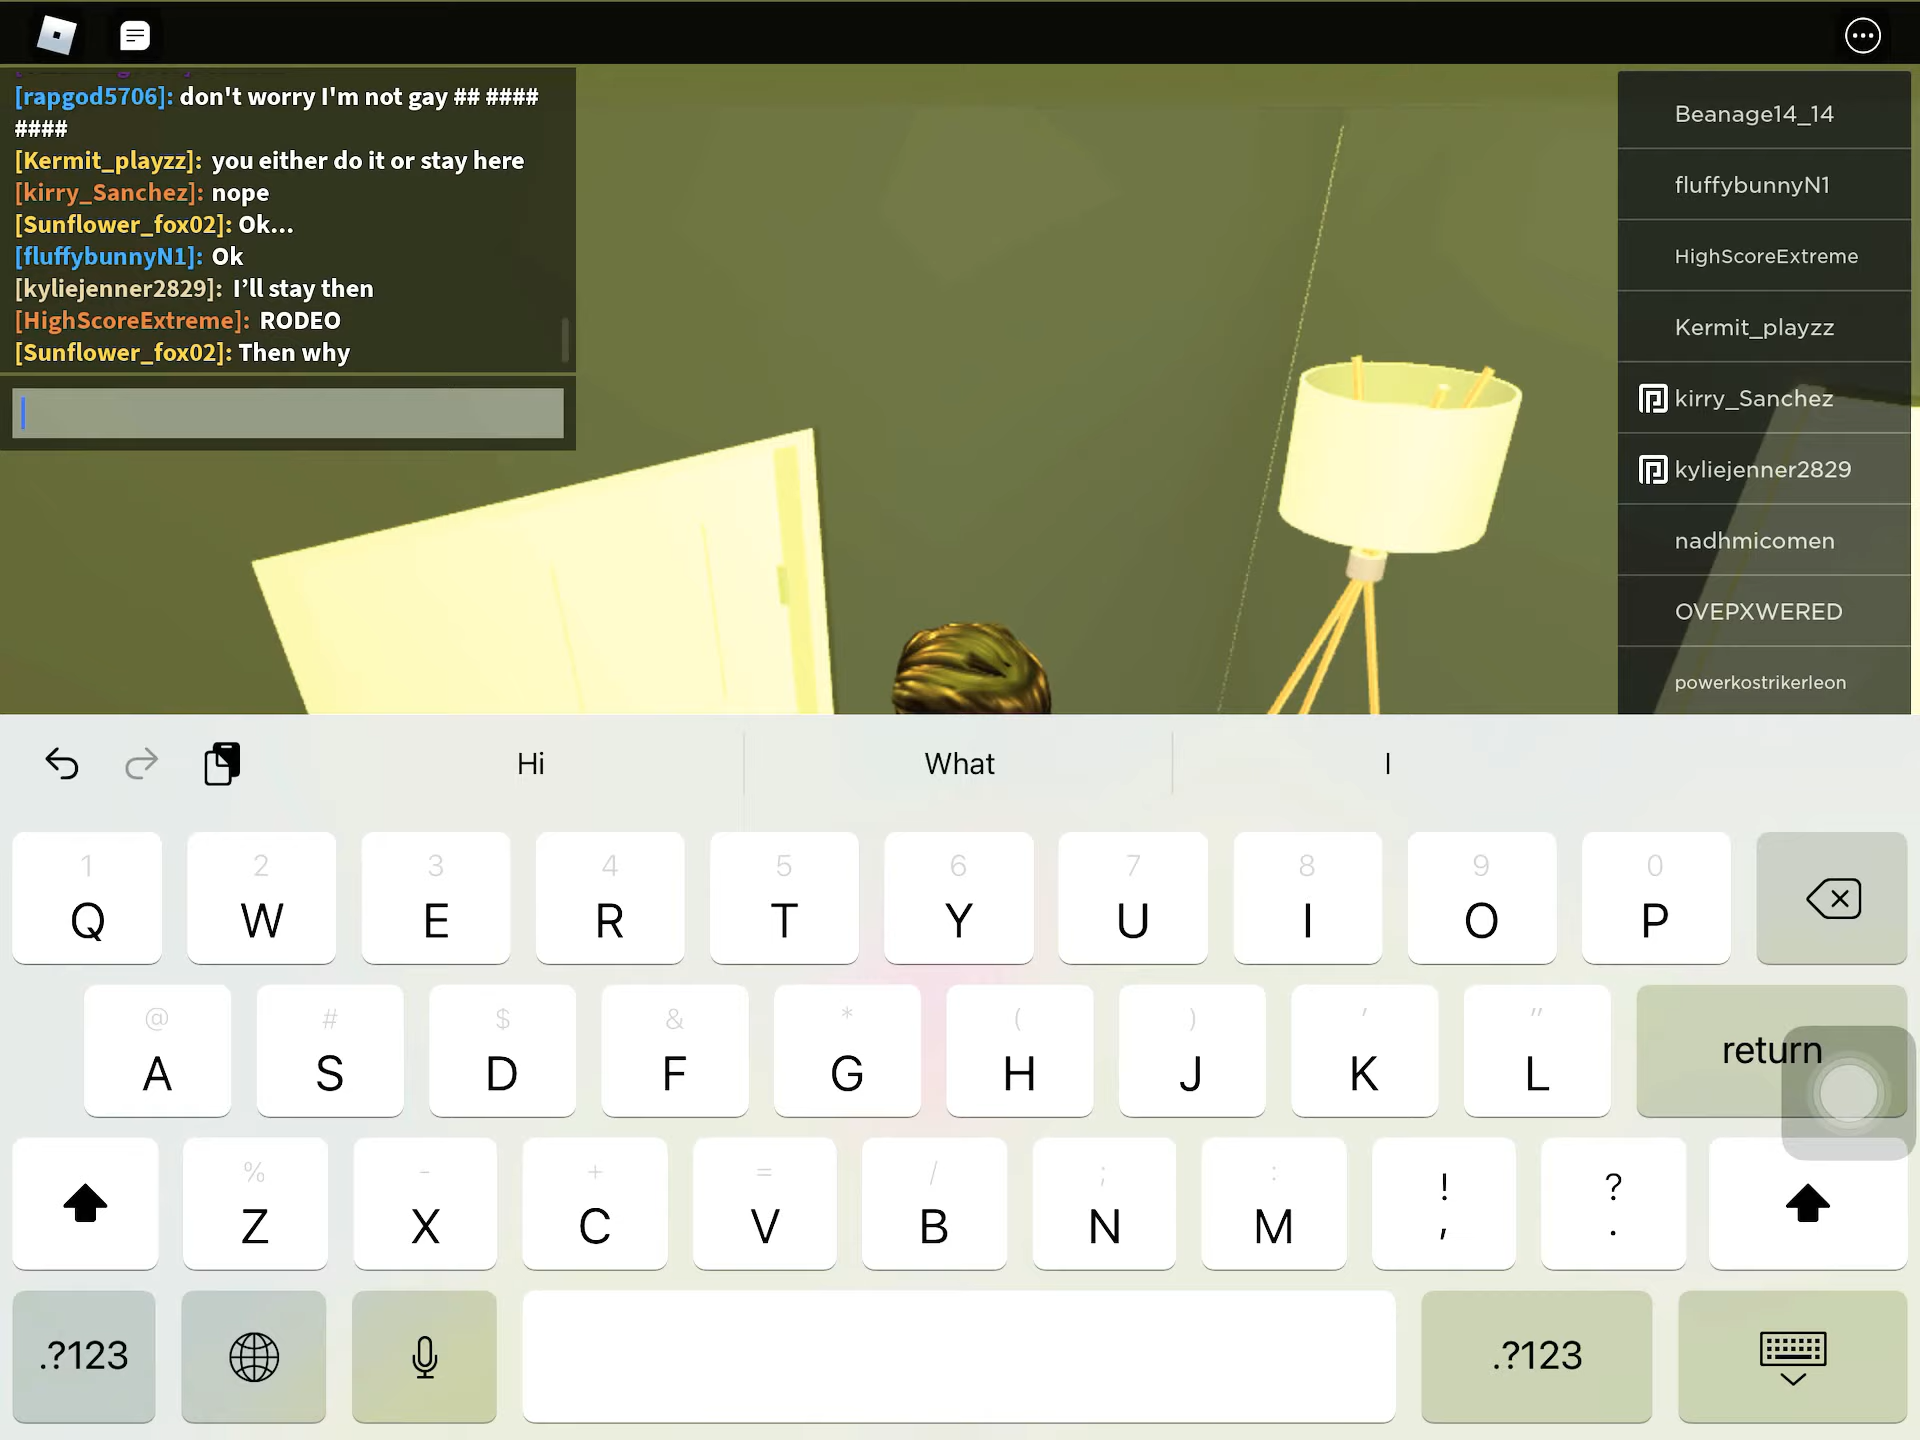 [rapgod5706]: don't worry I'm not gay ## ####
####
[Kermit_playzz]: you either do it or stay here
[kirry_Sanchez]: nope
[Sunflower_fox02]: Ok...
[fluffybunnyN1]: Ok
[kyliejenner2829]: I’ll stay then
[HighScoreExtreme]: RODEO
[Sunflower_fox02]: Then why
Beanage14_14
fluffybunnyN1
HighScoreExtreme
Kermit_playzz
kirry_Sanchez
kyliejenner2829
nadhmicomen
OVEPXWERED
powerkostrikerleon
Hi What I
1 2 3 4 5 6 7 8 9 0
Q W E R T Y U I O P
@ # $ & * ( ) ' "
A S D F G H J K L return
% - + = / ; : ! ?
Z X C V B N M , .
.?123 .?123